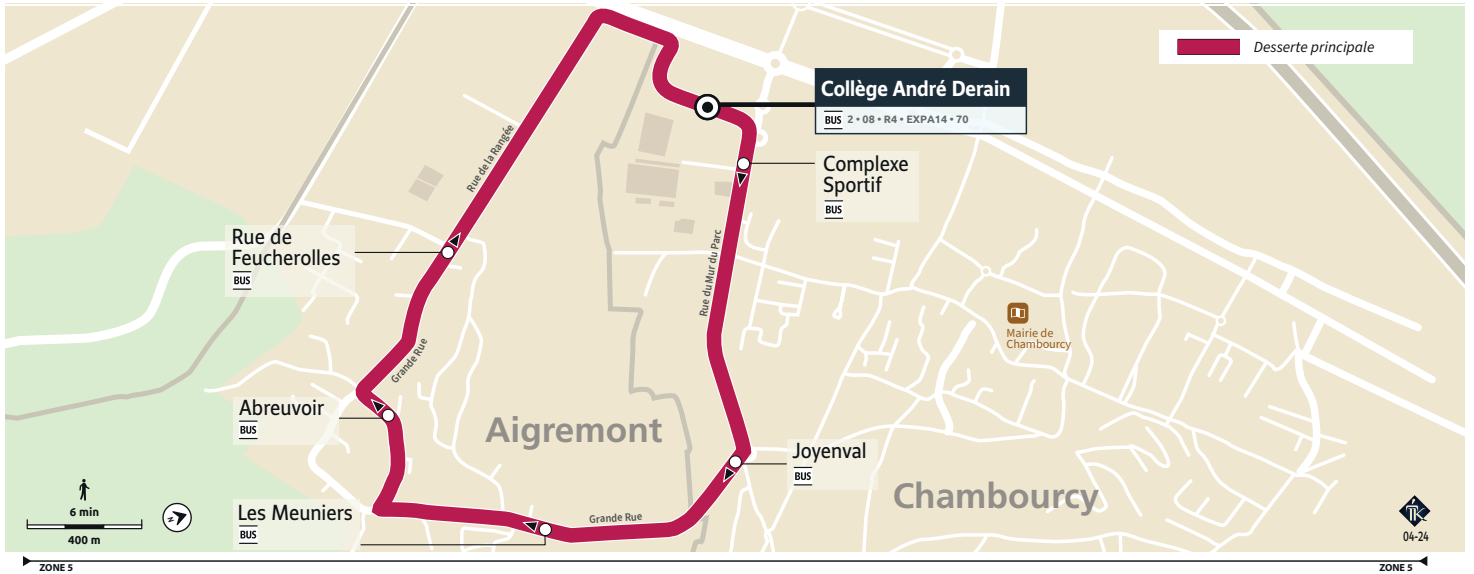 Desserte principale
Collège André Derain
BUS 2 • 08 • R4 • EXPA14 • 70
Complexe
Sportif
BUS
Rue de la Rangée
Rue de
Feucherolles
BUS
Rue du Mur du Parc
Mairie de
Chambourcy
Grande Rue
Abreuvoir
BUS
Aigremont
Joyenval
BUS
Chambourcy
6 min
400 m
Les Meuniers
BUS
Grande Rue
TK
04-24
ZONE 5
ZONE 5